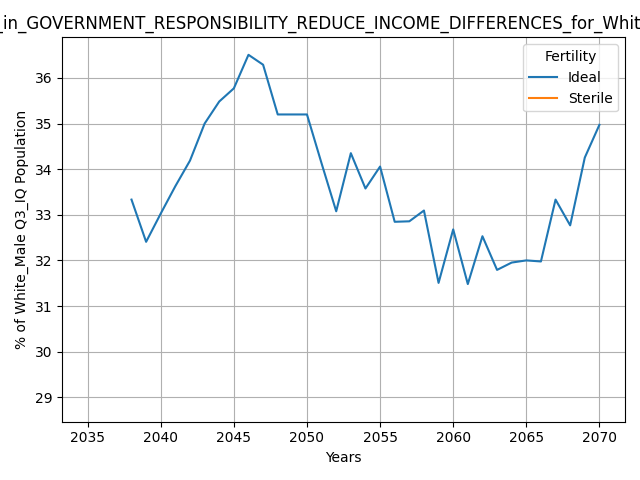 _in_GOVERNMENT_RESPONSIBILITY_REDUCE_INCOME_DIFFERENCES_for_Whit
Fertility
Ideal
Sterile
36
35
34
33
32
31
30
29
% of White_Male Q3_IQ Population
2035 2040 2045 2050 2055 2060 2065 2070
Years